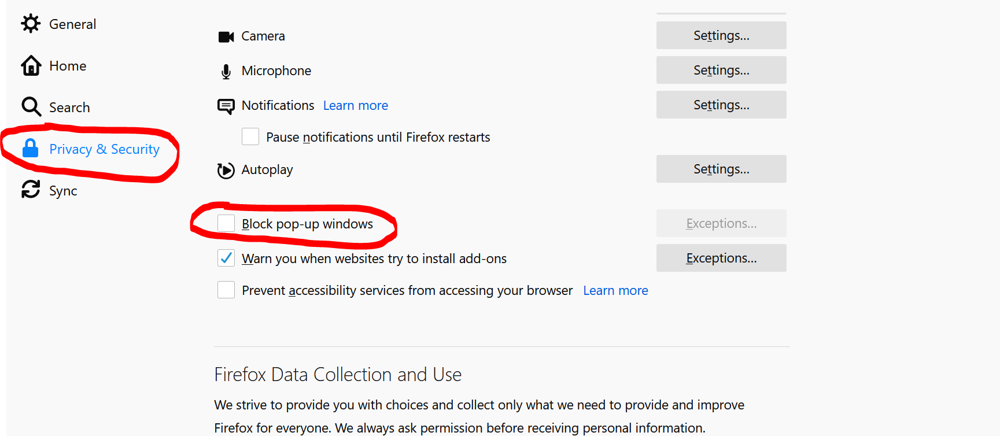 General
Home
Search
Privacy & Security
Sync
Camera
Settings...
Microphone
Settings...
Notifications Learn more
Settings...
Pause notifications until Firefox restarts
Autoplay
Settings...
Block pop-up windows
Exceptions...
Warn you when websites try to install add-ons
Exceptions...
Prevent accessibility services from accessing your browser Learn more
Firefox Data Collection and Use
We strive to provide you with choices and collect only what we need to provide and improve
Firefox for everyone. We always ask permission before receiving personal information.